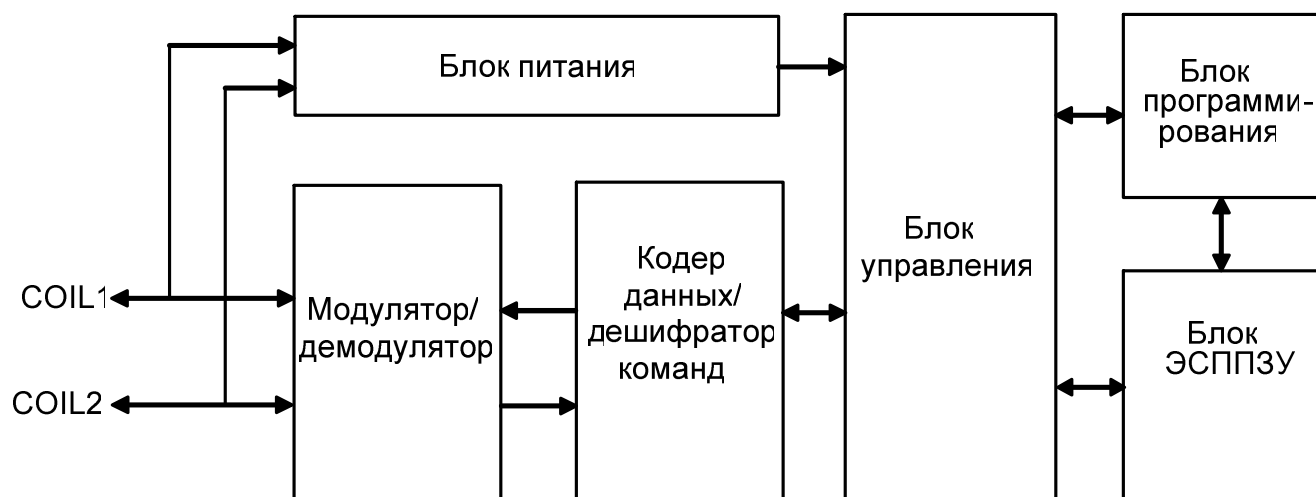 Блок питания
Блок
программи-
рования
Блок
управления
Кодер
данных/
дешифратор
команд
Модулятор/
демодулятор
COIL1
COIL2
Блок
ЭСППЗУ